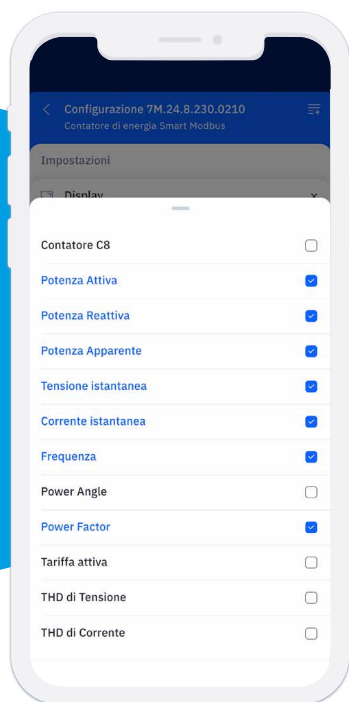 Configurazione 7M.24.8.230.0210
Contatore di energia Smart Modbus
Impostazioni
Display
Contatore C8
Potenza Attiva
Potenza Reattiva
Potenza Apparente
Tensione istantanea
Corrente istantanea
Frequenza
Power Angle
Power Factor
Tariffa attiva
THD di Tensione
THD di Corrente